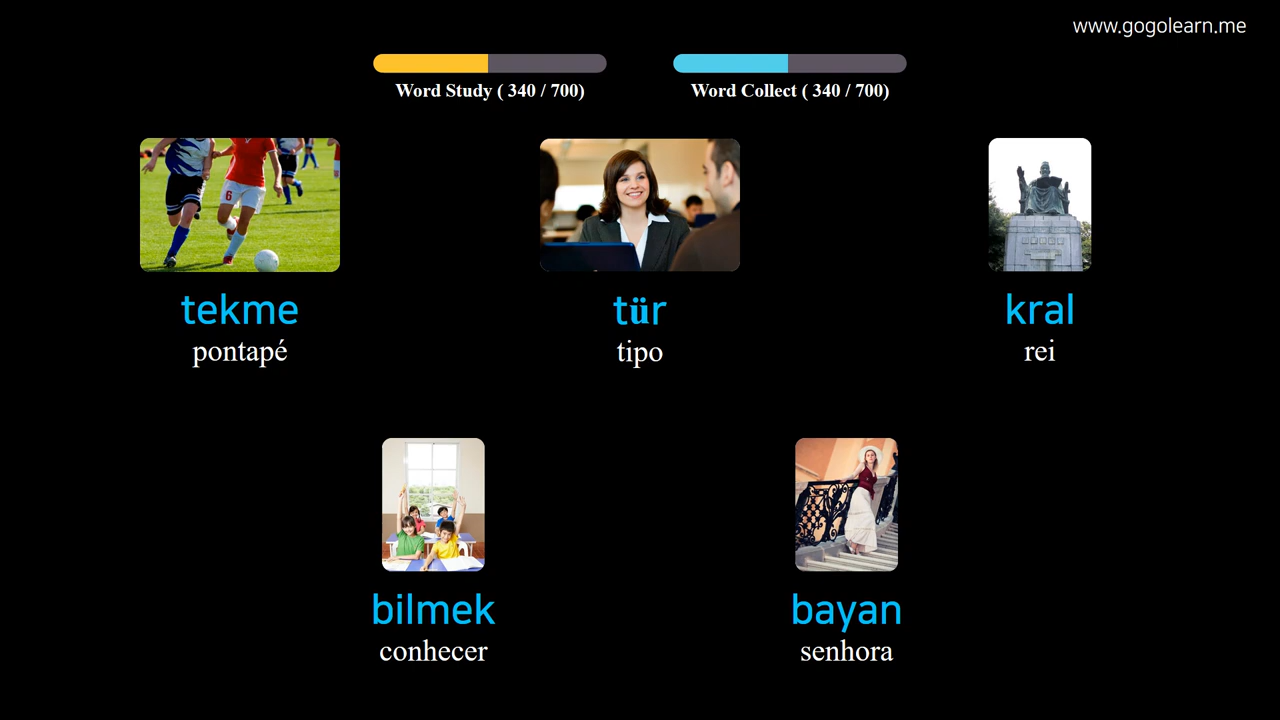 www.gogolearn.me
Word Study ( 340 / 700)
Word Collect ( 340 / 700)
tekme
pontapé
tür
tipo
kral
rei
bilmek
conhecer
bayan
senhora